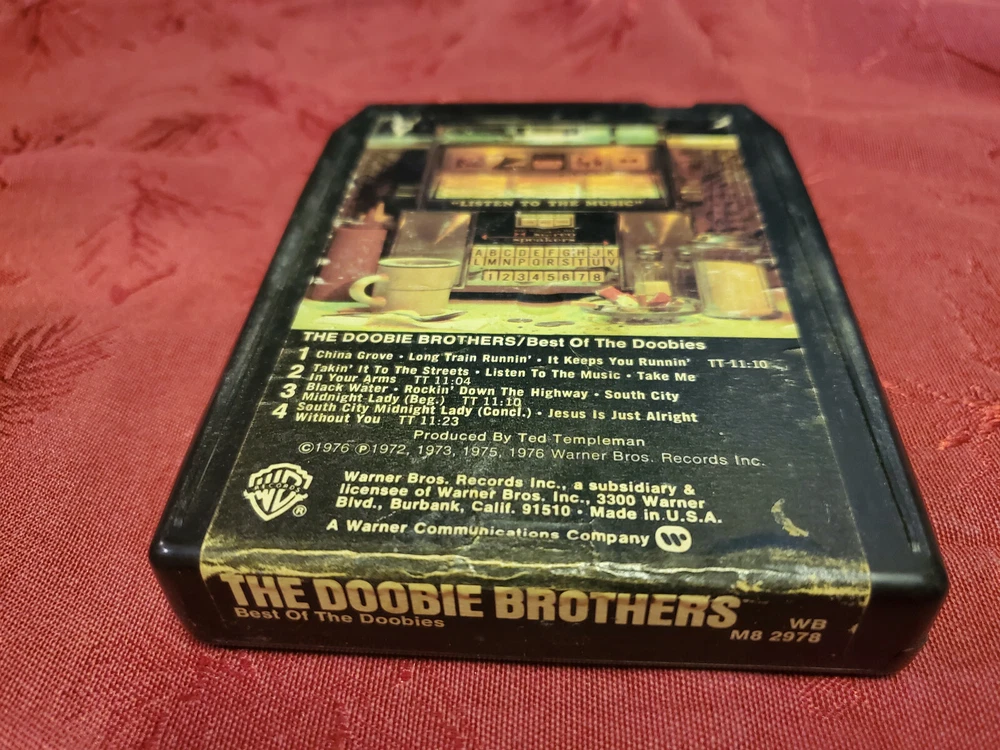 "LISTEN TO THE MUSIC"
speakers
A B C D E F G H J K
L M N P Q R S T U V
1 2 3 4 5 6 7 8
THE DOOBIE BROTHERS/Best Of The Doobies
1 China Grove • Long Train Runnin' • It Keeps You Runnin' TT 11:10
2 Takin' It To The Streets • Listen To The Music • Take Me
In Your Arms TT 11:04
3 Black Water • Rockin' Down The Highway • South City
Midnight Lady (Beg.) TT 11:10
4 South City Midnight Lady (Concl.) • Jesus Is Just Alright
Without You TT 11:23
Produced By Ted Templeman
©1976 Ⓟ1972, 1973, 1975, 1976 Warner Bros. Records Inc.
WB RECORDS ®
Warner Bros. Records Inc., a subsidiary &
licensee of Warner Bros. Inc., 3300 Warner
Blvd., Burbank, Calif. 91510 • Made in U.S.A.
A Warner Communications Company
THE DOOBIE BROTHERS
Best Of The Doobies
WB
M8 2978